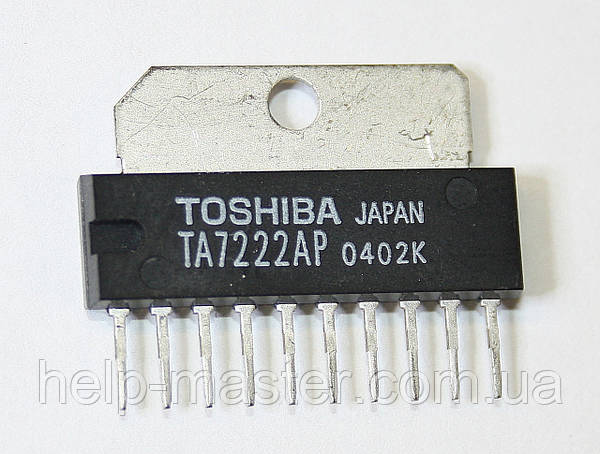 TOSHIBA JAPAN
TA7222AP 0402K
help-master.com.ua